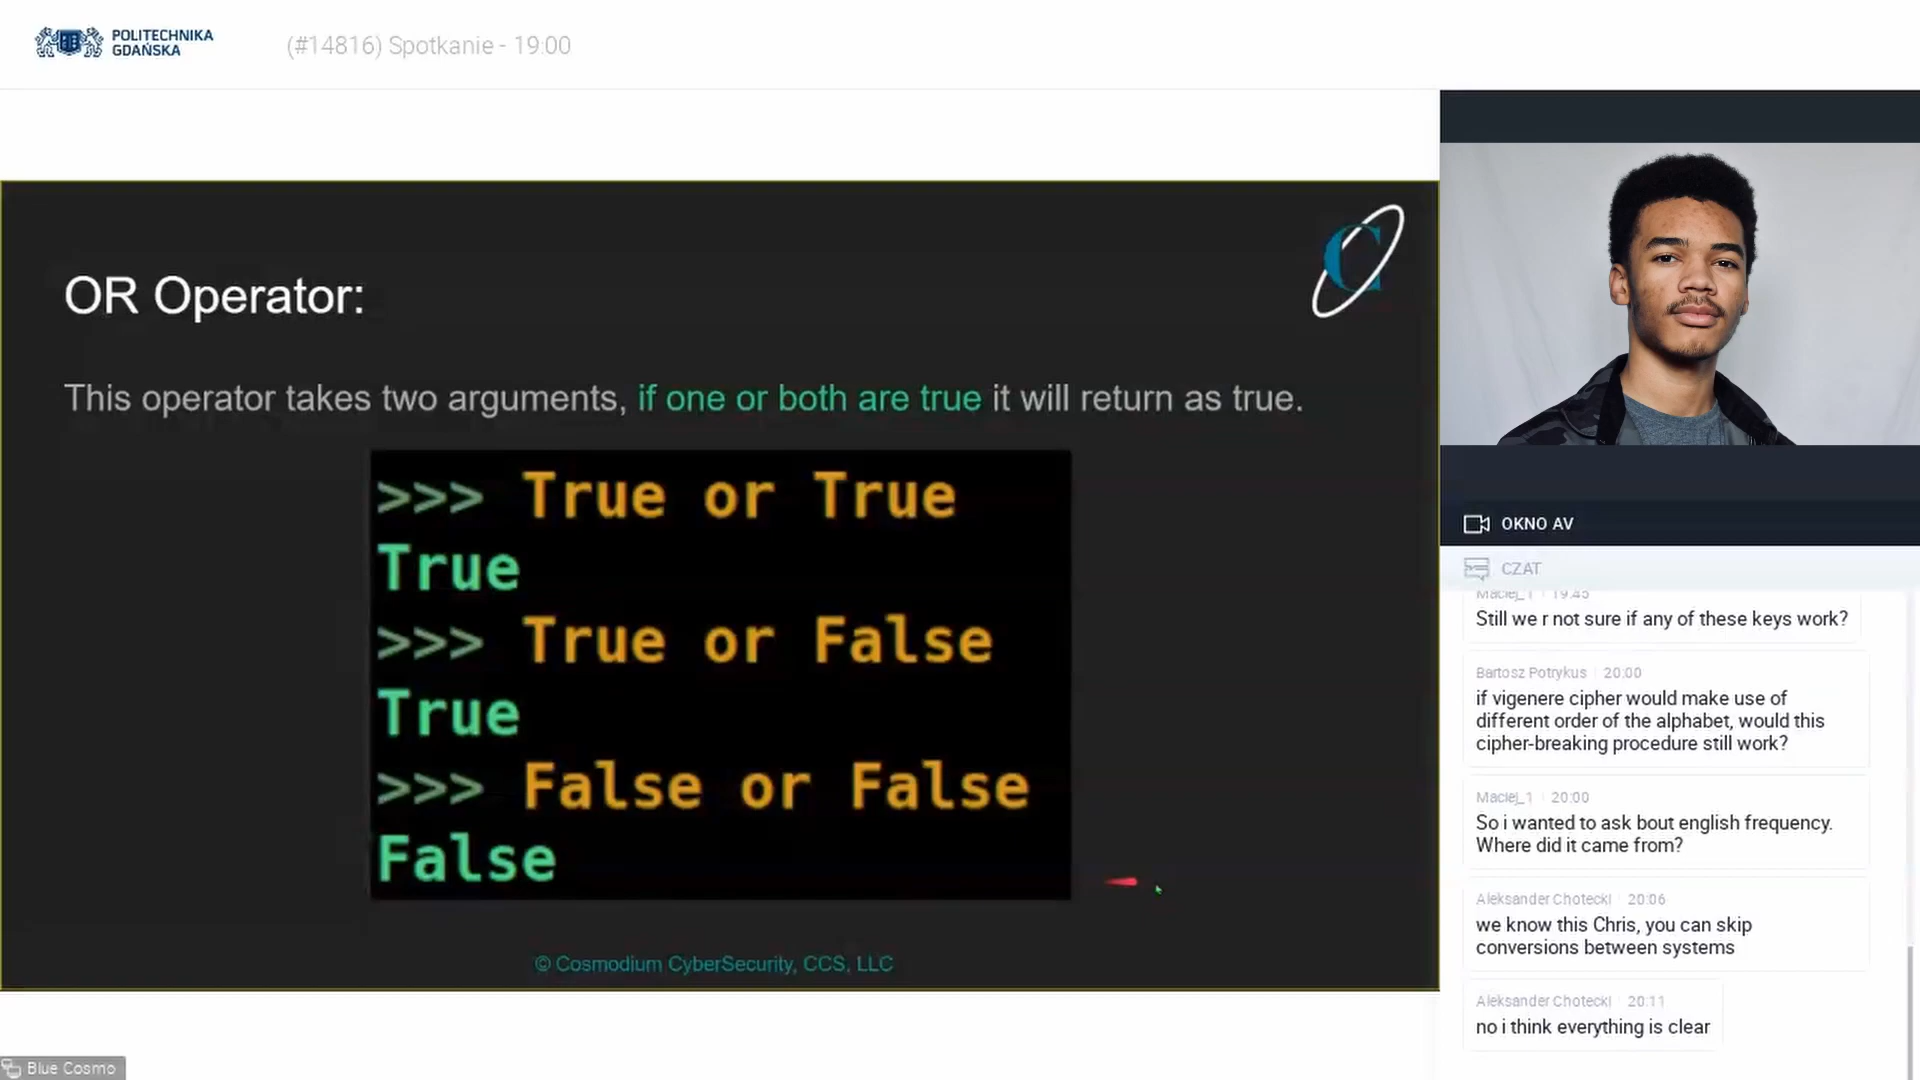 POLITECHNIKA
GDAŃSKA
(#14816) Spotkanie - 19:00
OR Operator:
This operator takes two arguments, if one or both are true it will return as true.
>>> True or True
True
>>> True or False
True
>>> False or False
False
© Cosmodium CyberSecurity, CCS, LLC
Blue Cosmo
OKNO AV
CZAT
Maciej_1 19:45
Still we r not sure if any of these keys work?
Bartosz Potrykus 20:00
if vigenere cipher would make use of
different order of the alphabet, would this
cipher-breaking procedure still work?
Maciej_1 20:00
So i wanted to ask bout english frequency.
Where did it came from?
Aleksander Chotecki 20:06
we know this Chris, you can skip
conversions between systems
Aleksander Chotecki 20:11
no i think everything is clear